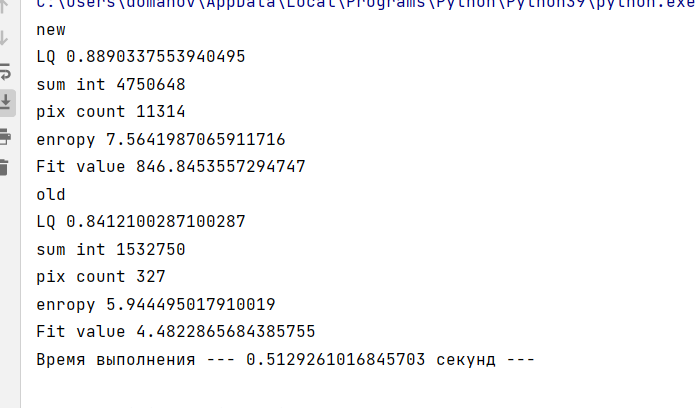 C:\Users\domanov\AppData\Local\Programs\Python\Python39\python.exe
new
LQ 0.8890337553940495
sum int 4750648
pix count 11314
enropy 7.5641987065911716
Fit value 846.8453557294747
old
LQ 0.8412100287100287
sum int 1532750
pix count 327
enropy 5.944495017910019
Fit value 4.4822865684385755
Время выполнения --- 0.5129261016845703 секунд ---